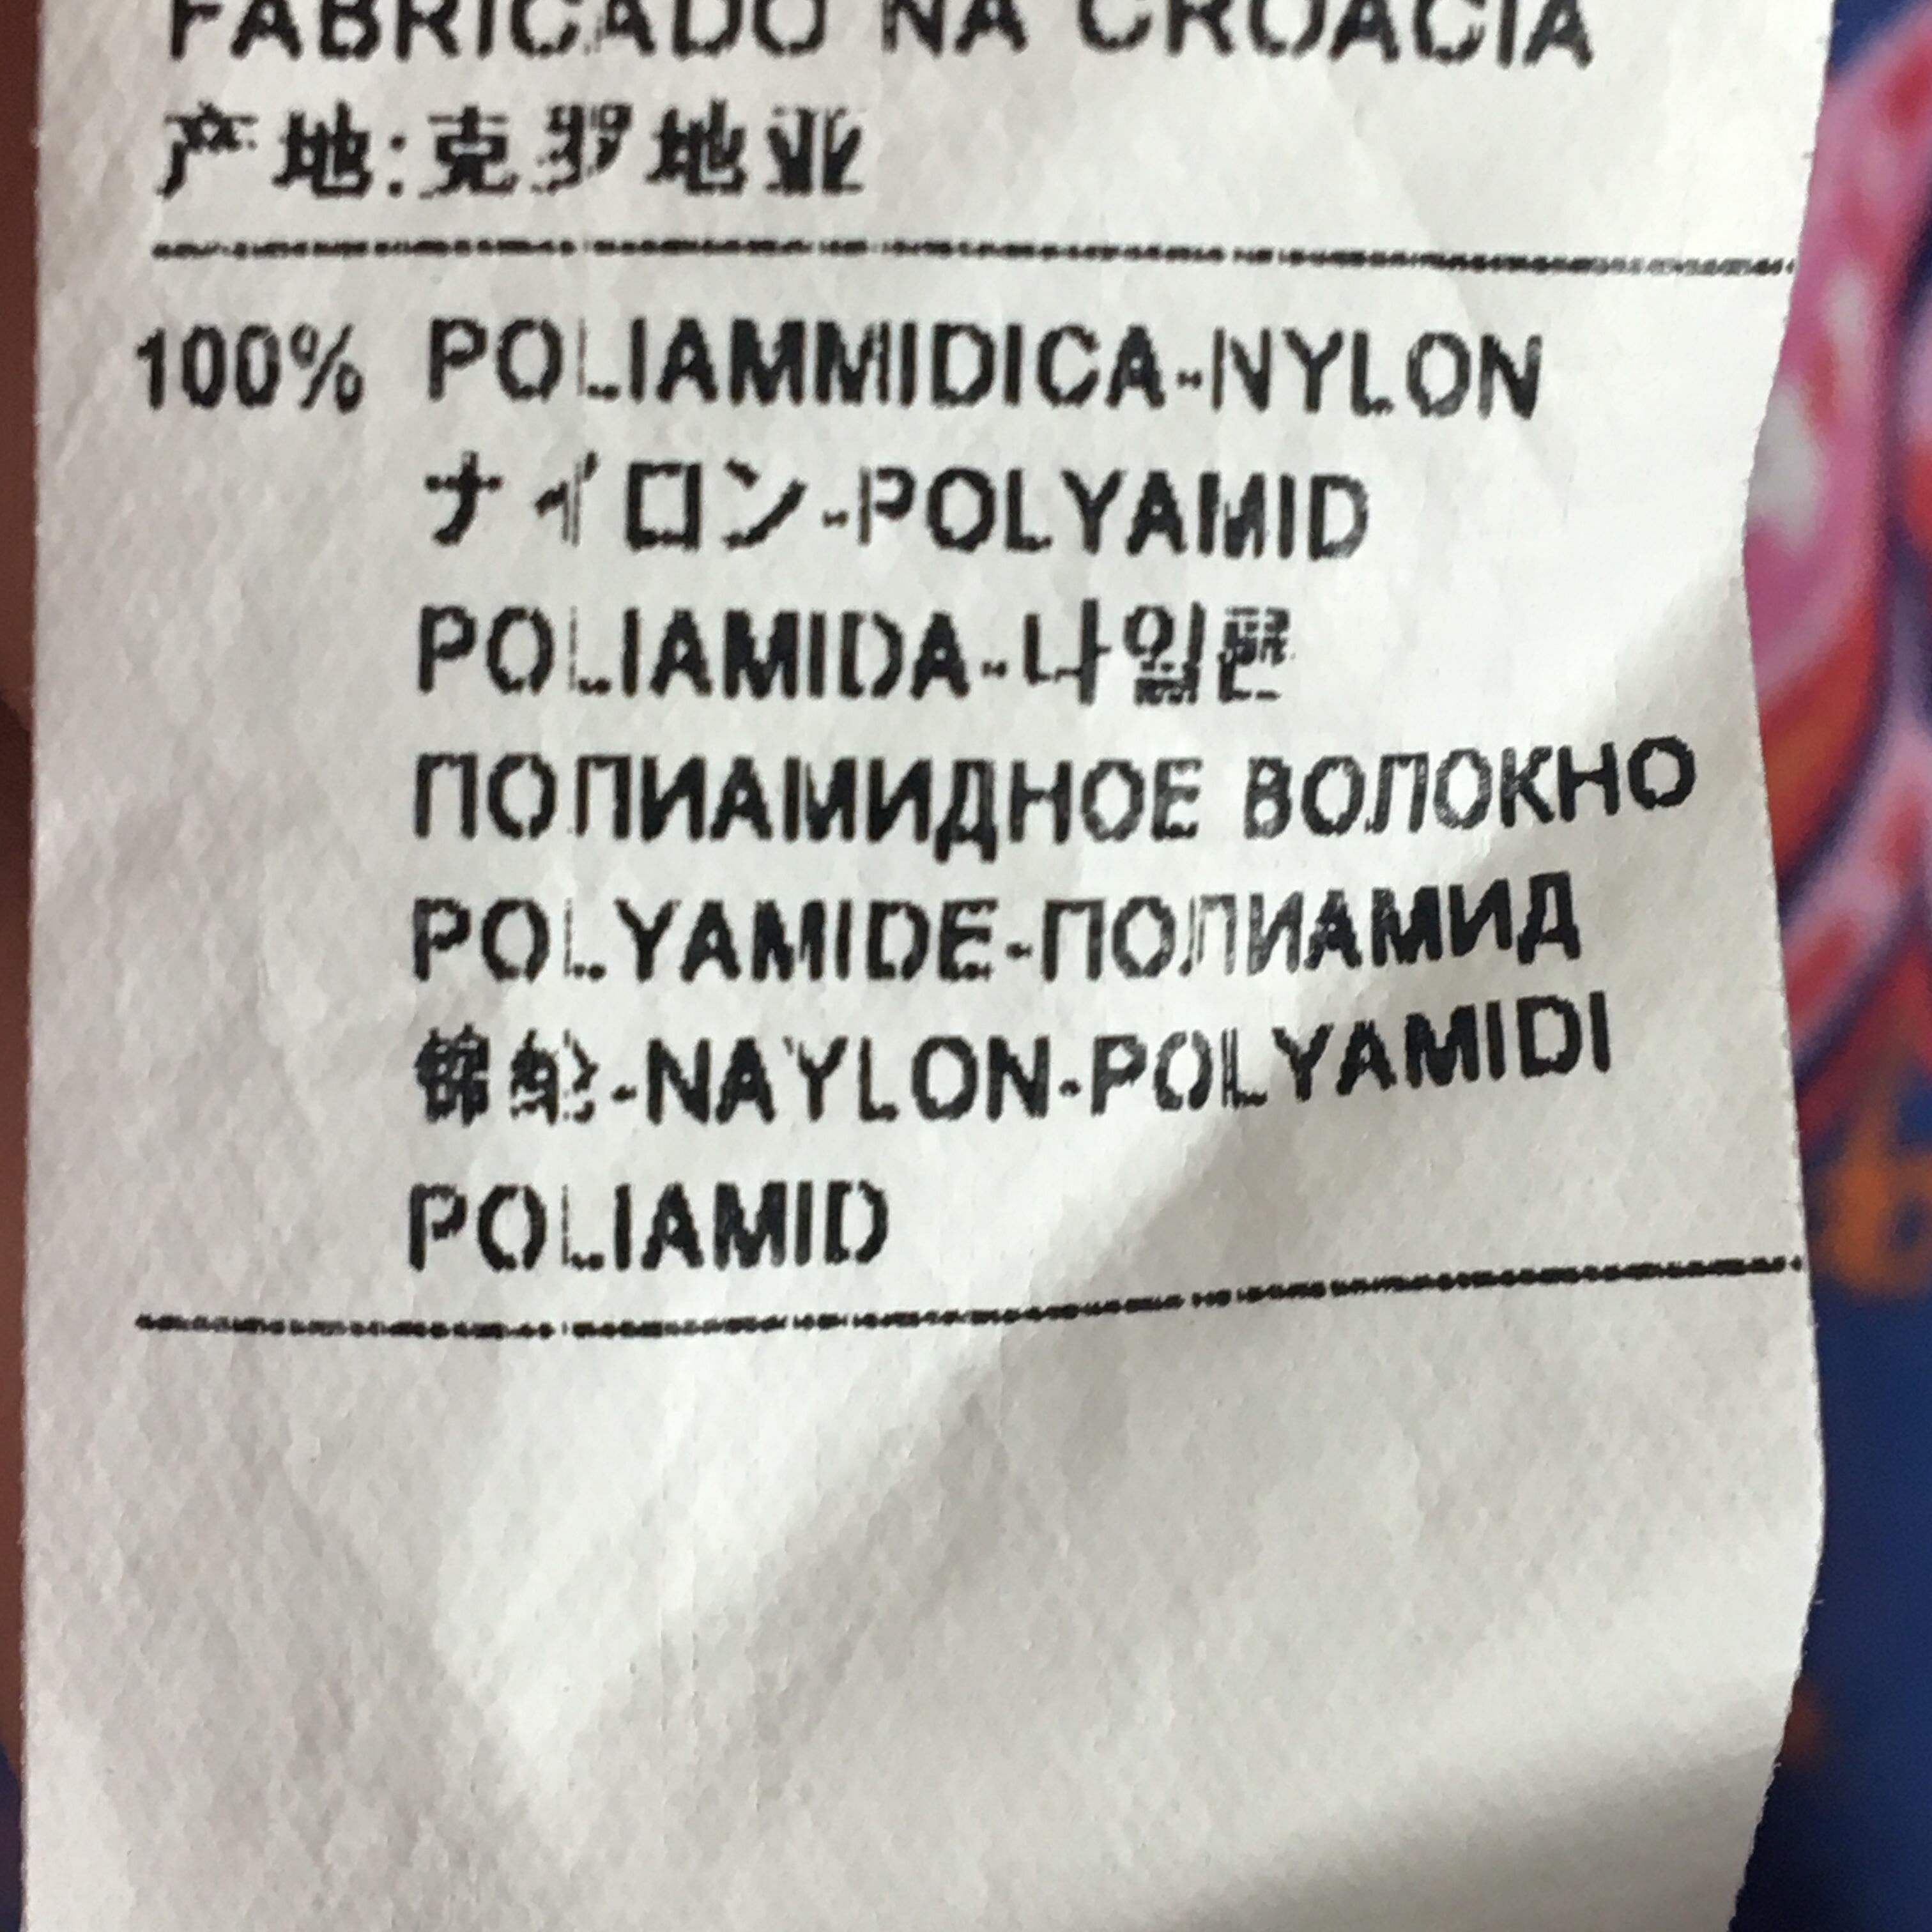 FABRICADO NA CROACIA
产地:克罗地亚
100% POLIAMMIDICA-NYLON
ナイロン-POLYAMID
POLIAMIDA-나일론
ПОЛИАМИДНОЕ ВОЛОКНО
POLYAMIDE-ПОЛИАМИД
锦纶-NAYLON-POLYAMIDI
POLIAMID